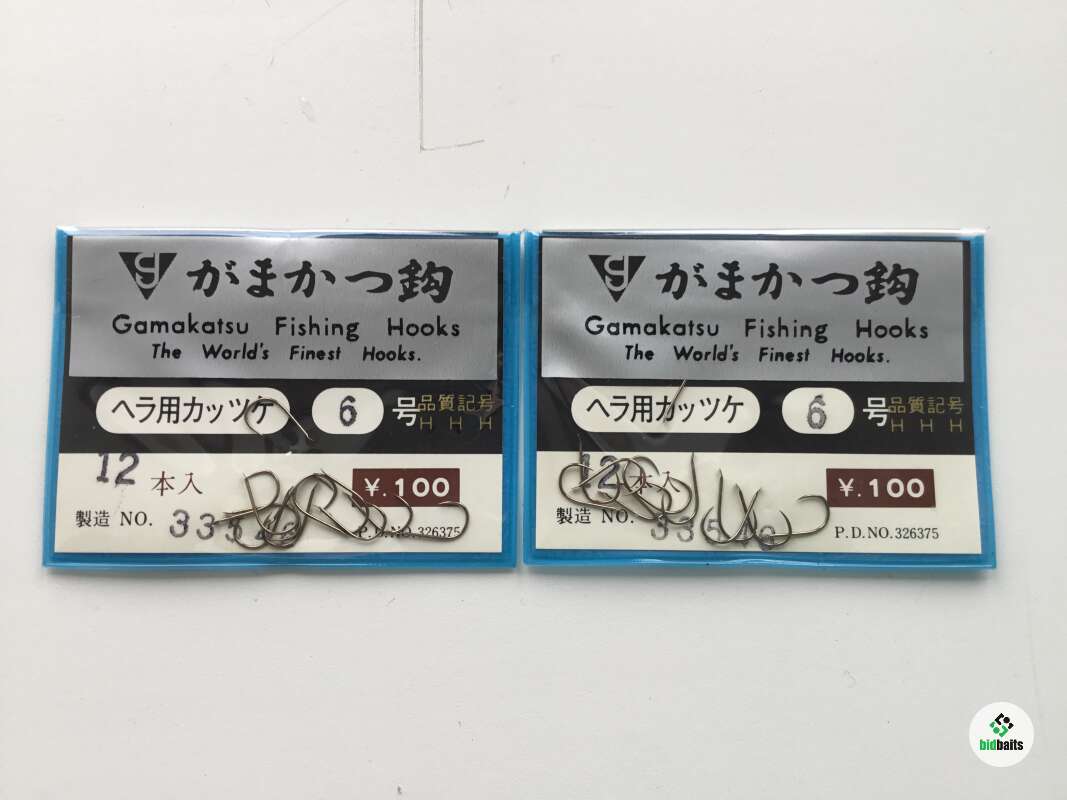 がまかつ鈎
Gamakatsu Fishing Hooks
The World's Finest Hooks.
ヘラ用カッツケ 6 号 品質記号 H H H
12 本入 ¥.100
製造 NO.
P.D.NO.326375
がまかつ鈎
Gamakatsu Fishing Hooks
The World's Finest Hooks.
ヘラ用カッツケ 6 号 品質記号 H H H
12 本入 ¥.100
製造 NO.
P.D.NO.326375
bidbaits